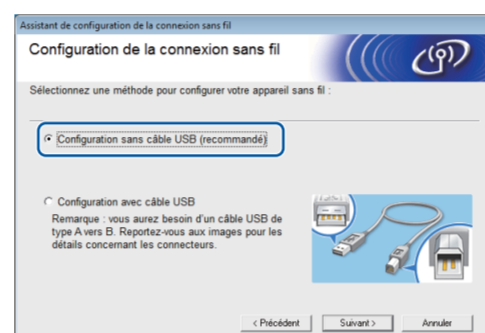 Assistant de configuration de la connexion sans fil
Configuration de la connexion sans fil
Sélectionnez une méthode pour configurer votre appareil sans fil :
Configuration sans câble USB (recommandé)
Configuration avec câble USB
Remarque : vous aurez besoin d'un câble USB de
type A vers B. Reportez-vous aux images pour les
détails concernant les connecteurs.
< Précédent Suivant > Annuler